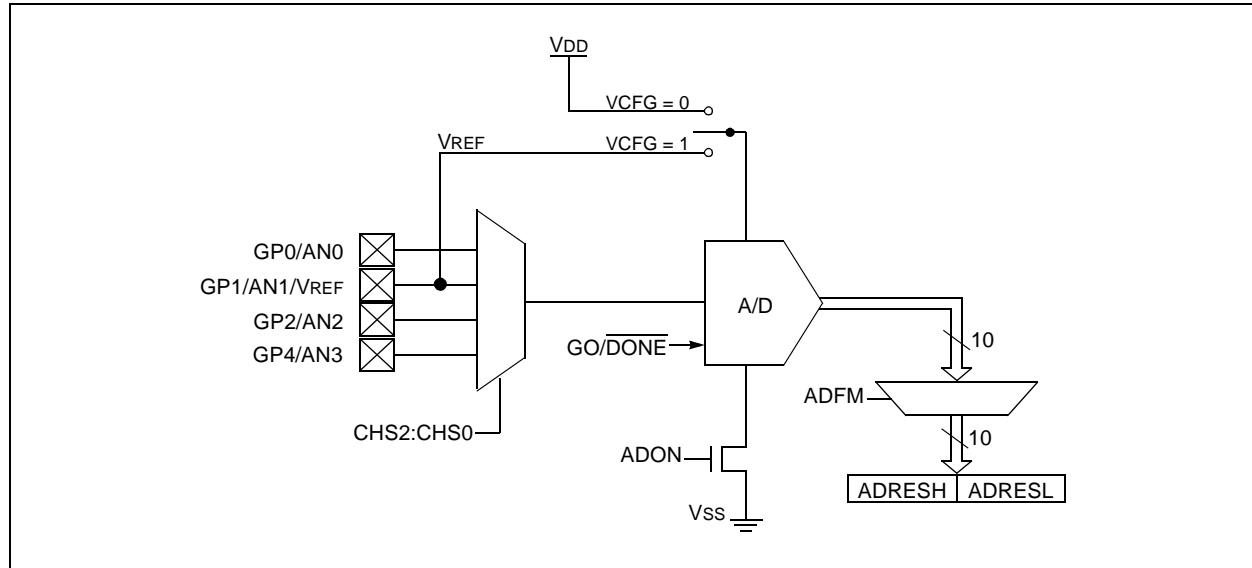 VDD
VCFG = 0
VREF
VCFG = 1
GP0/AN0
GP1/AN1/VREF
GP2/AN2
GP4/AN3
A/D
GO/DONE
10
ADFM
CHS2:CHS0
10
ADON
ADRESH ADRESL
VSS